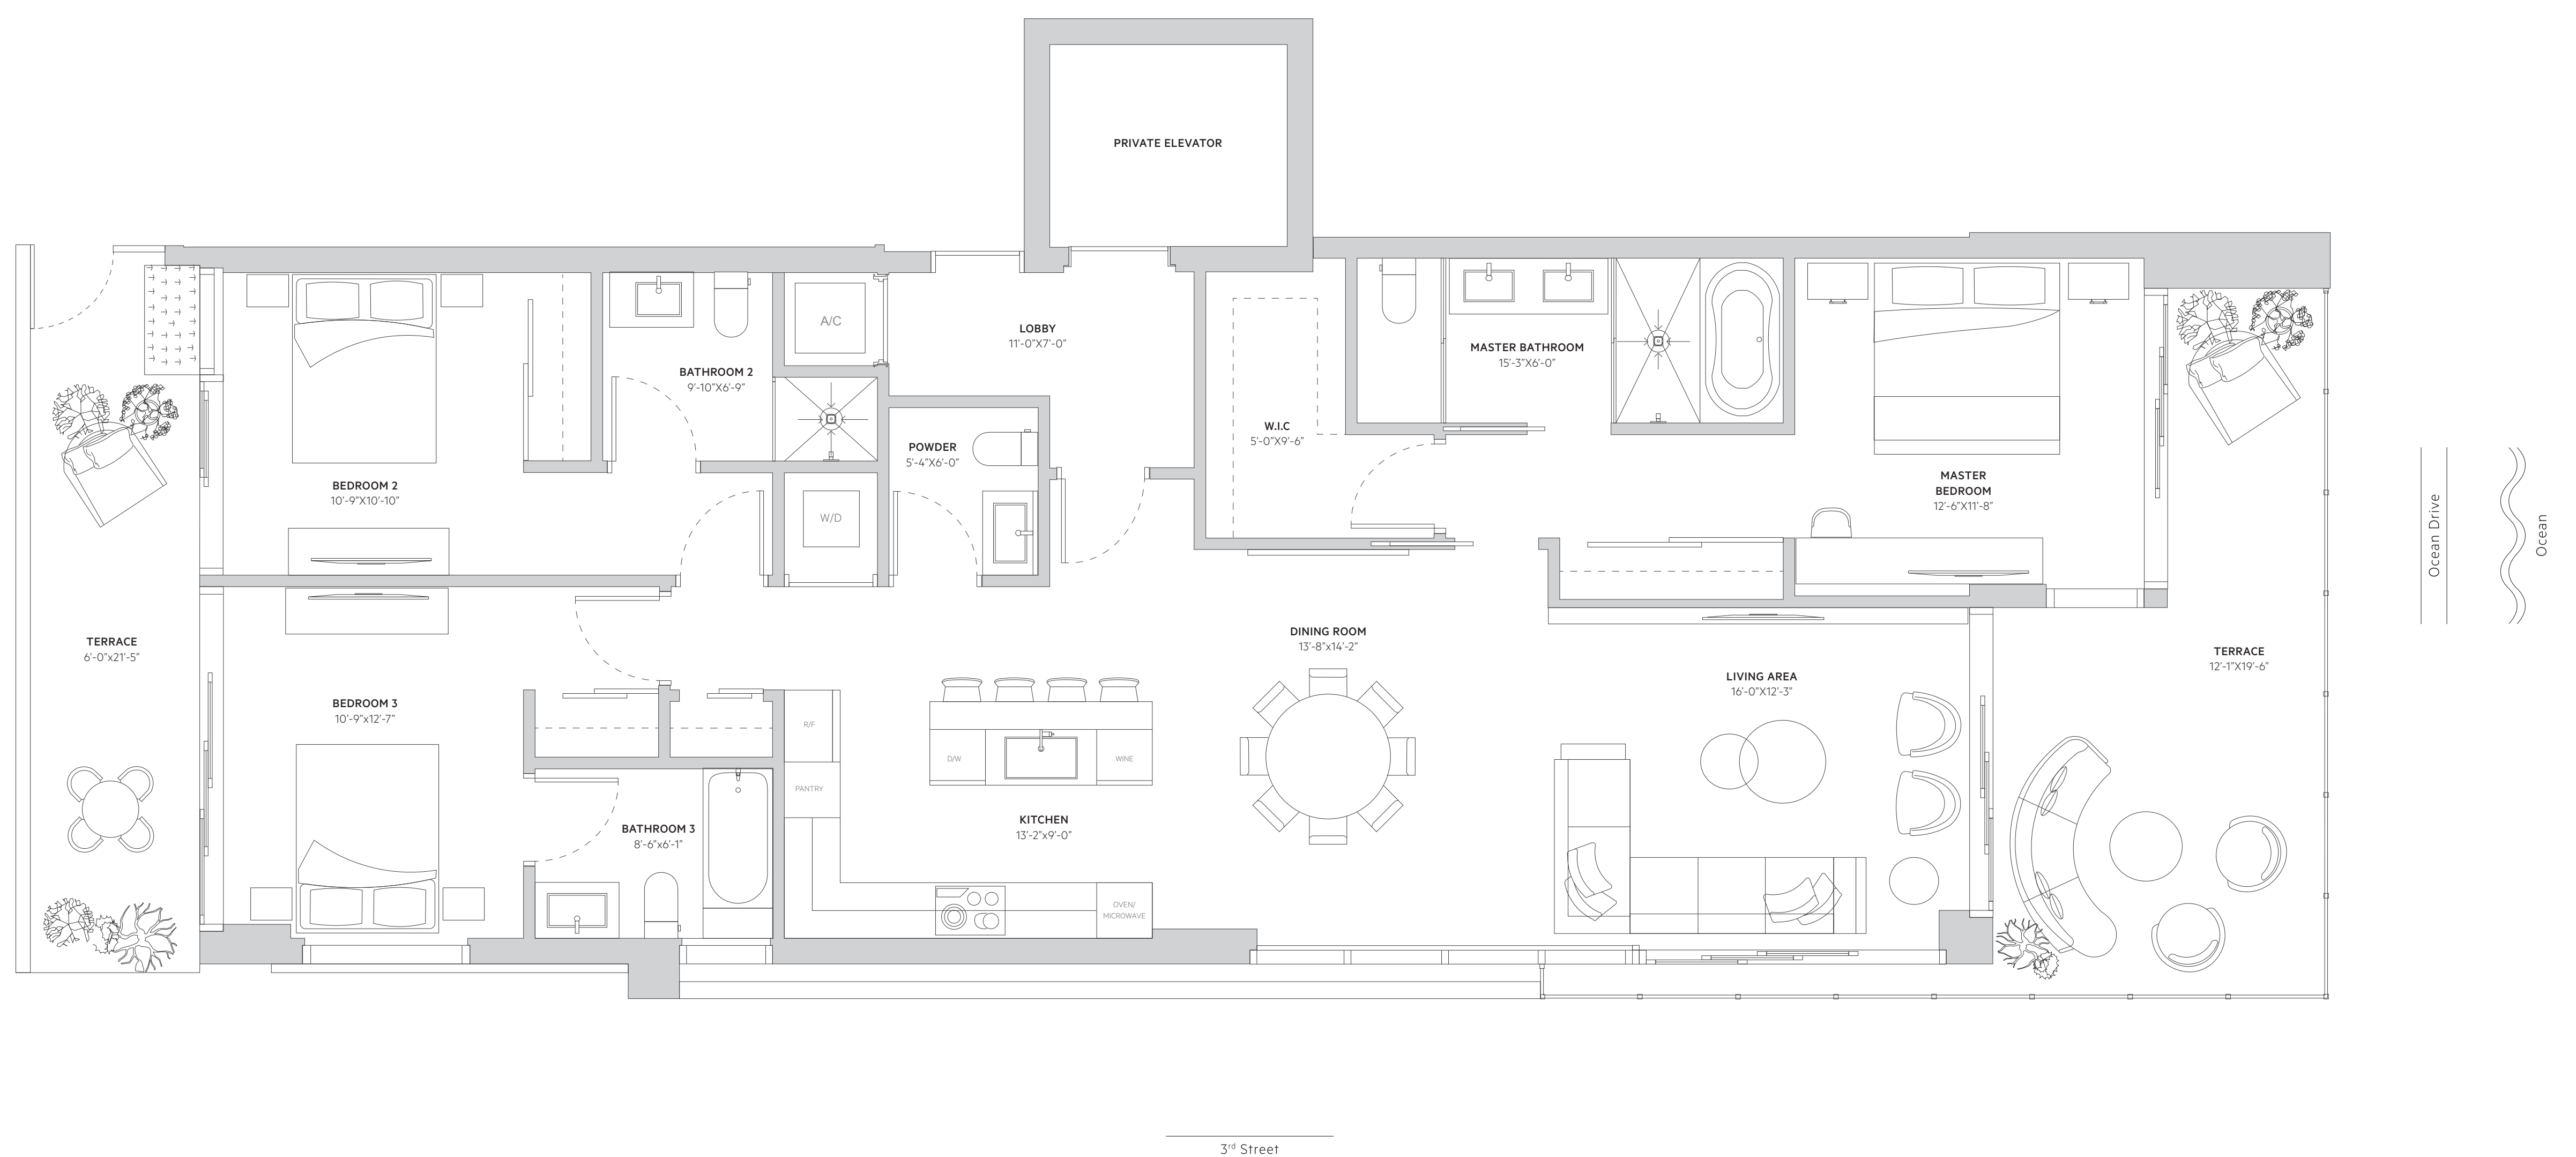 PRIVATE ELEVATOR
A/C
LOBBY
11'-0"X7'-0"
BATHROOM 2
9'-10"X6'-9"
MASTER BATHROOM
15'-3"X6'-0"
W.I.C
5'-0"X9'-6"
POWDER
5'-4"X6'-0"
BEDROOM 2
10'-9"X10'-10"
W/D
MASTER
BEDROOM
12'-6"X11'-8"
Ocean Drive
Ocean
TERRACE
6'-0"x21'-5"
DINING ROOM
13'-8"x14'-2"
TERRACE
12'-1"X19'-6"
LIVING AREA
16'-0"X12'-3"
BEDROOM 3
10'-9"x12'-7"
R/F
D/W
WINE
PANTRY
KITCHEN
13'-2"x9'-0"
BATHROOM 3
8'-6"x6'-1"
OVEN/
MICROWAVE
3rd Street